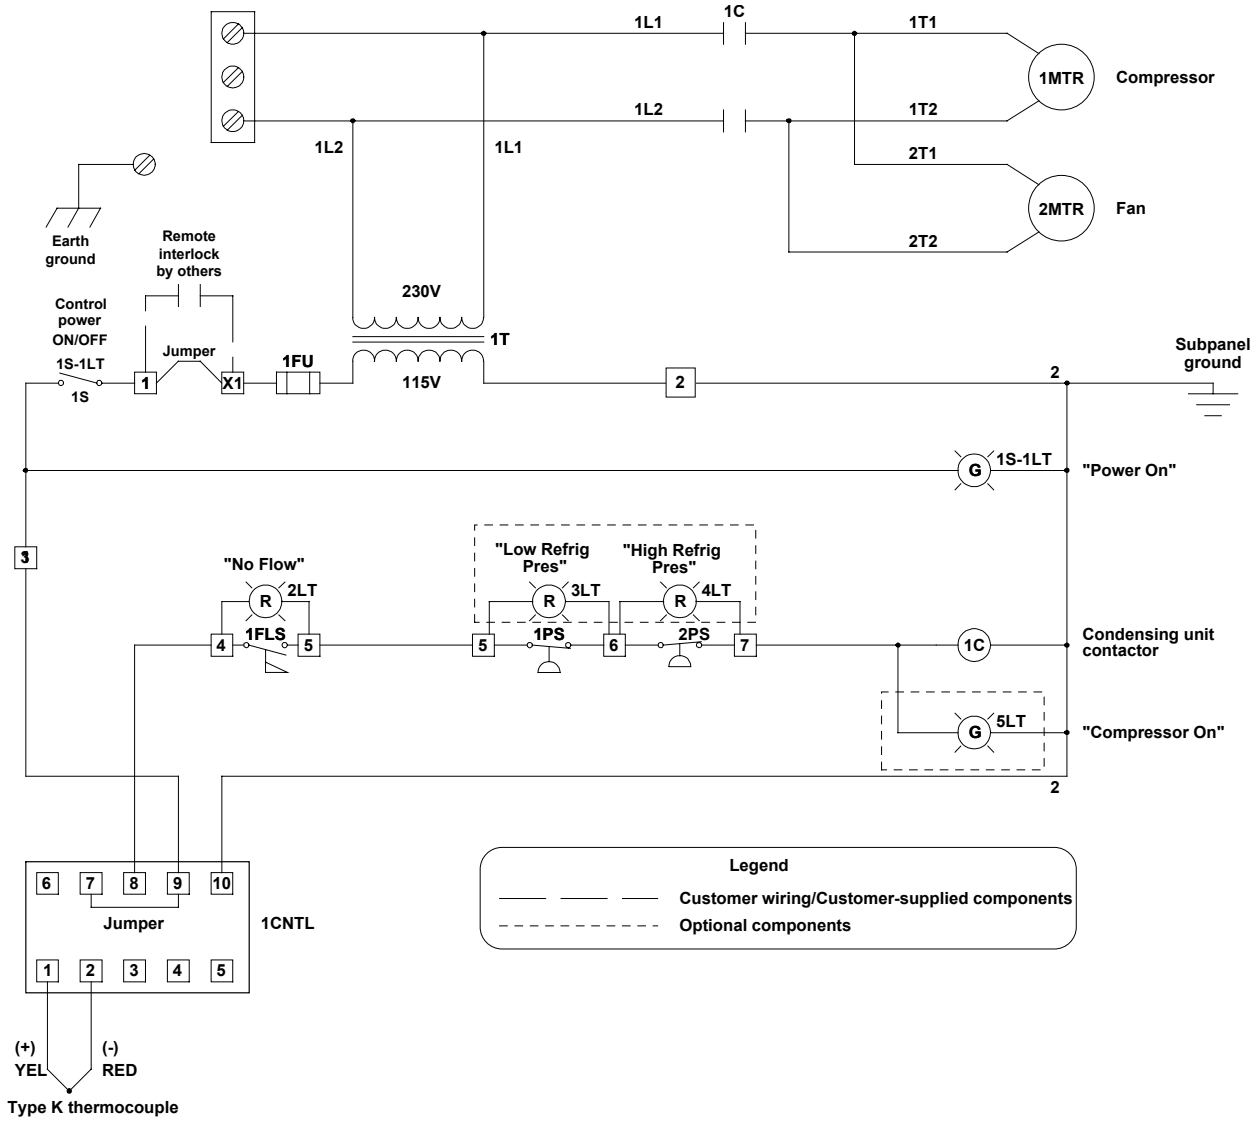 1C
1L1
1T1
1MTR
Compressor
1L2
1T2
1L2
1L1
2T1
2MTR
Fan
2T2
Earth
ground
Remote
interlock
by others
230V
1T
115V
Control
power
ON/OFF
1S-1LT
1S
1
Jumper
X1
1FU
2
2
Subpanel
ground
G
1S-1LT
"Power On"
3
"No Flow"
R
2LT
4
1FLS
5
"Low Refrig
Pres"
R
3LT
"High Refrig
Pres"
R
4LT
5
1PS
6
2PS
7
1C
Condensing unit
contactor
G
5LT
"Compressor On"
2
6
7
8
9
10
Jumper
1CNTL
1
2
3
4
5
(+)
YEL
(-)
RED
Type K thermocouple
Legend
Customer wiring/Customer-supplied components
Optional components